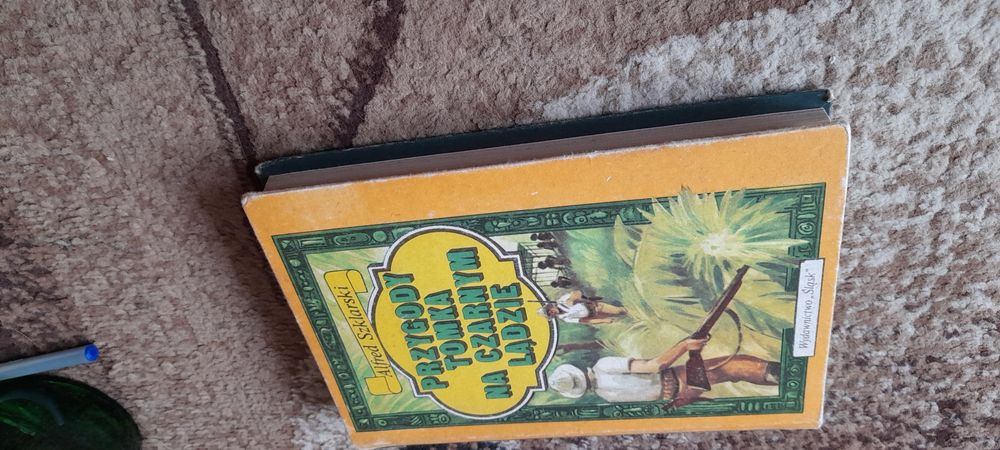 Alfred Szklarski
PRZYGODY
TOMKA
NA CZARNYM
LĄDZIE
Wydawnictwo „Śląsk"